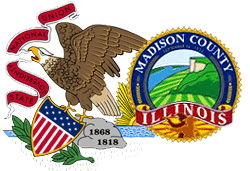 NATIONAL UNION
SOVEREIGNTY
STATE
1868
1818
MADISON COUNTY
ILLINOIS